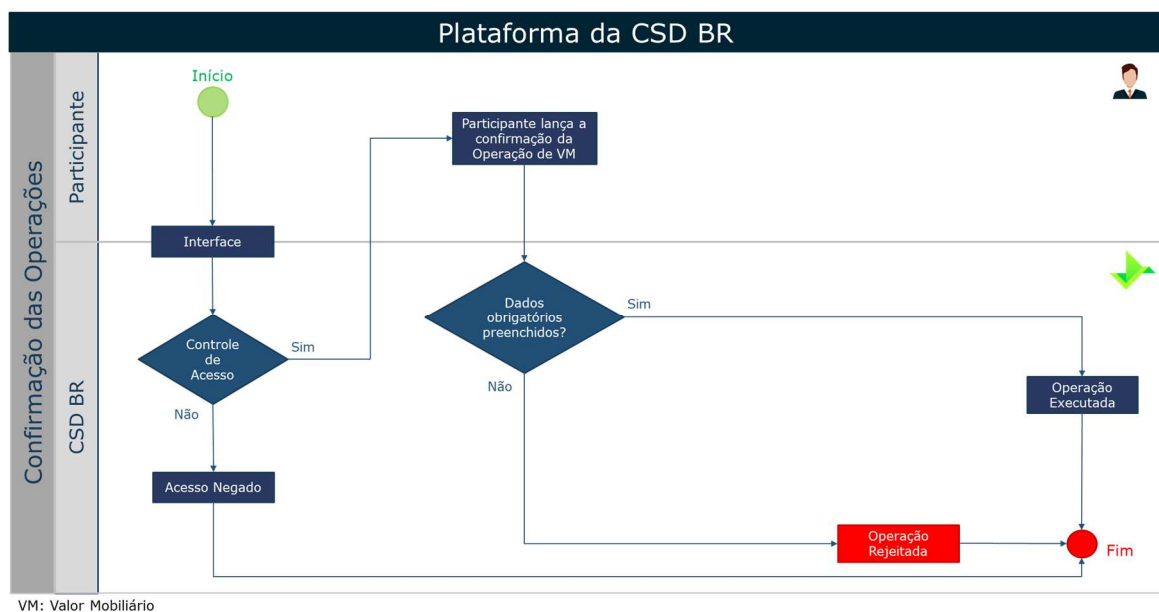 Plataforma da CSD BR
Confirmação das Operações
Participante
Início
Participante lança a
confirmação da
Operação de VM
Interface
CSD BR
Controle
de
Acesso
Sim
Não
Acesso Negado
Dados
obrigatórios
preenchidos?
Sim
Não
Operação
Executada
Operação
Rejeitada
Fim
VM: Valor Mobiliário